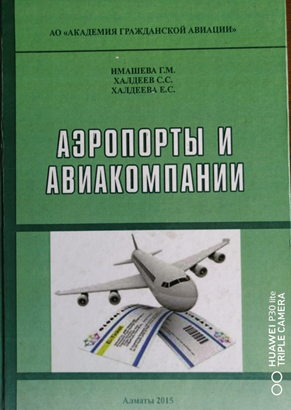 АО «АКАДЕМИЯ ГРАЖДАНСКОЙ АВИАЦИИ»
ИМАШЕВА Г.М.
ХАЛДЕЕВ С.С.
ХАЛДЕЕВА Е.С.
АЭРОПОРТЫ И
АВИАКОМПАНИИ
Алматы 2015
HUAWEI P30 lite
TRIPLE CAMERA